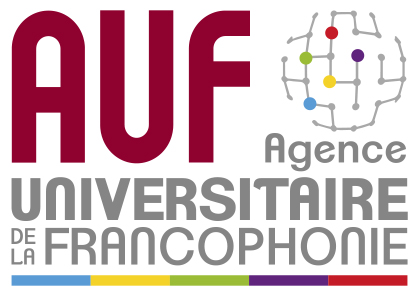 AUF
Agence
UNIVERSITAIRE
DE LA FRANCOPHONIE